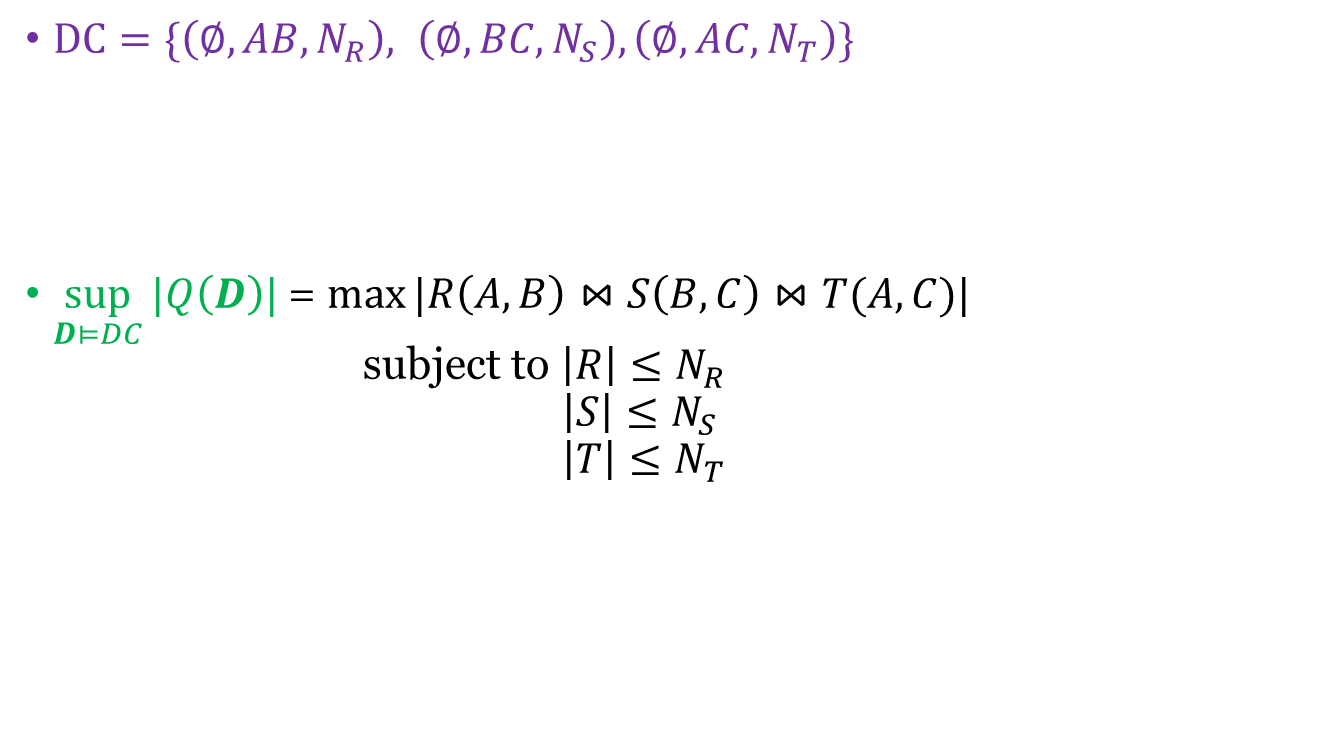 • DC = {(∅, AB, N_R), (∅, BC, N_S), (∅, AC, N_T)}
• sup |Q(D)| = max |R(A, B) ⋈ S(B, C) ⋈ T(A, C)|
D⊨DC
subject to |R| ≤ N_R
|S| ≤ N_S
|T| ≤ N_T